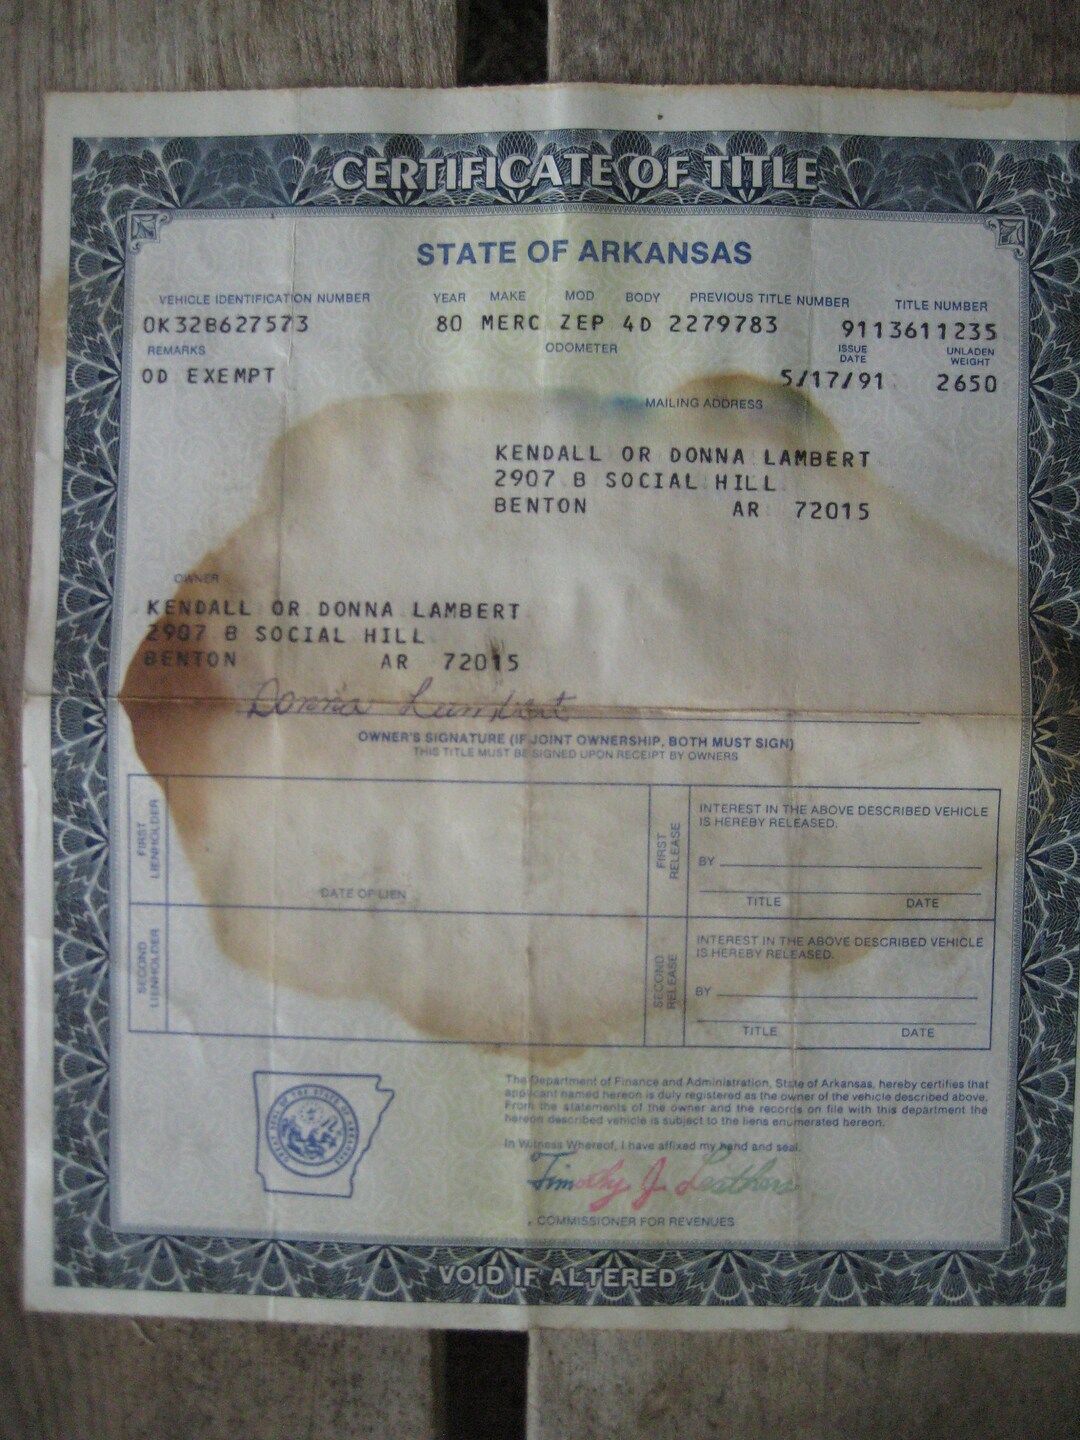 CERTIFICATE OF TITLE
STATE OF ARKANSAS
VEHICLE IDENTIFICATION NUMBER YEAR MAKE MOD BODY PREVIOUS TITLE NUMBER TITLE NUMBER
0K32B627573 80 MERC ZEP 4D 2279783 9113611235
REMARKS ODOMETER ISSUE DATE UNLADEN WEIGHT
OD EXEMPT 5/17/91 2650
MAILING ADDRESS
KENDALL OR DONNA LAMBERT
2907 B SOCIAL HILL
BENTON AR 72015
OWNER
KENDALL OR DONNA LAMBERT
2907 B SOCIAL HILL
BENTON AR 72015
Donna Lambert
OWNER'S SIGNATURE (IF JOINT OWNERSHIP, BOTH MUST SIGN)
THIS TITLE MUST BE SIGNED UPON RECEIPT BY OWNERS
FIRST LIENHOLDER
DATE OF LIEN
FIRST RELEASE
INTEREST IN THE ABOVE DESCRIBED VEHICLE
IS HEREBY RELEASED.
BY
TITLE DATE
SECOND LIENHOLDER
SECOND RELEASE
INTEREST IN THE ABOVE DESCRIBED VEHICLE
IS HEREBY RELEASED.
BY
TITLE DATE
The Department of Finance and Administration, State of Arkansas, hereby certifies that
applicant named hereon is duly registered as the owner of the vehicle described above.
From the statements of the owner and the records on file with this department the
hereon described vehicle is subject to the liens enumerated hereon.
In Witness Whereof, I have affixed my hand and seal.
Timothy J. Leathers
COMMISSIONER FOR REVENUES
GREAT SEAL OF THE STATE OF ARKANSAS
VOID IF ALTERED